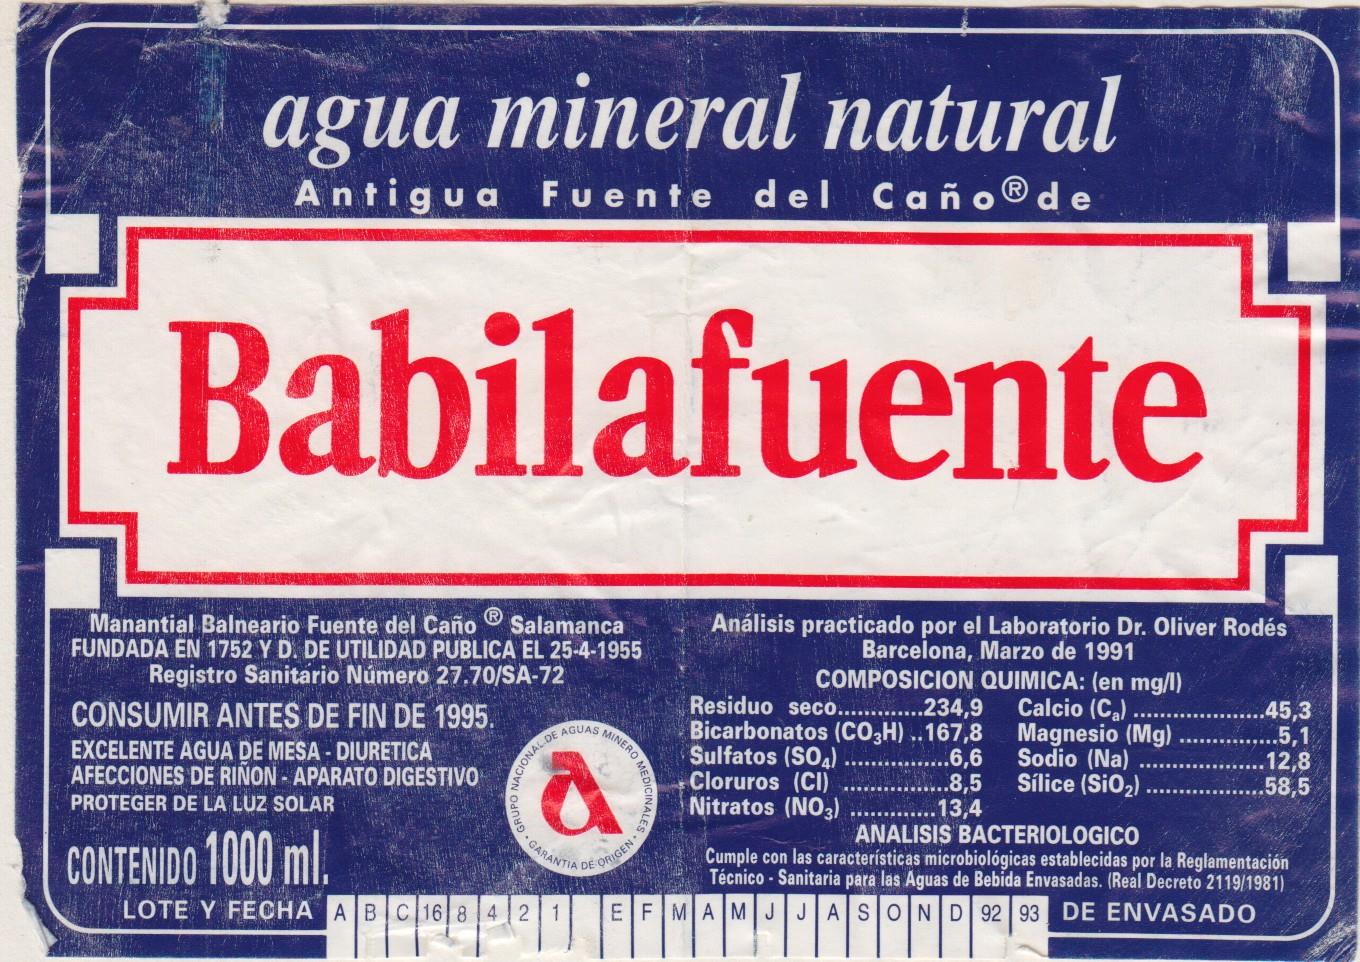 agua mineral natural
Antigua Fuente del Caño® de
Babilafuente
Manantial Balneario Fuente del Caño ® Salamanca
FUNDADA EN 1752 Y D. DE UTILIDAD PUBLICA EL 25-4-1955
Registro Sanitario Número 27.70/SA-72
CONSUMIR ANTES DE FIN DE 1995.
EXCELENTE AGUA DE MESA - DIURETICA
AFECCIONES DE RIÑON - APARATO DIGESTIVO
PROTEGER DE LA LUZ SOLAR
CONTENIDO 1000 ml.
GRUPO NACIONAL DE AGUAS MINERO MEDICINALES
· GARANTIA DE ORIGEN ·
Análisis practicado por el Laboratorio Dr. Oliver Rodés
Barcelona, Marzo de 1991
COMPOSICION QUIMICA: (en mg/l)
Residuo seco.............234,9
Bicarbonatos (CO3H) ..167,8
Sulfatos (SO4) ................6,6
Cloruros (Cl) .................8,5
Nitratos (NO3) ..............13,4
Calcio (Ca) ....................45,3
Magnesio (Mg) ...............5,1
Sodio (Na) .....................12,8
Sílice (SiO2) ..................58,5
ANALISIS BACTERIOLOGICO
Cumple con las características microbiológicas establecidas por la Reglamentación
Técnico - Sanitaria para las Aguas de Bebida Envasadas. (Real Decreto 2119/1981)
LOTE Y FECHA A B C 16 8 4 2 1 E F M A M J J A S O N D 92 93 DE ENVASADO